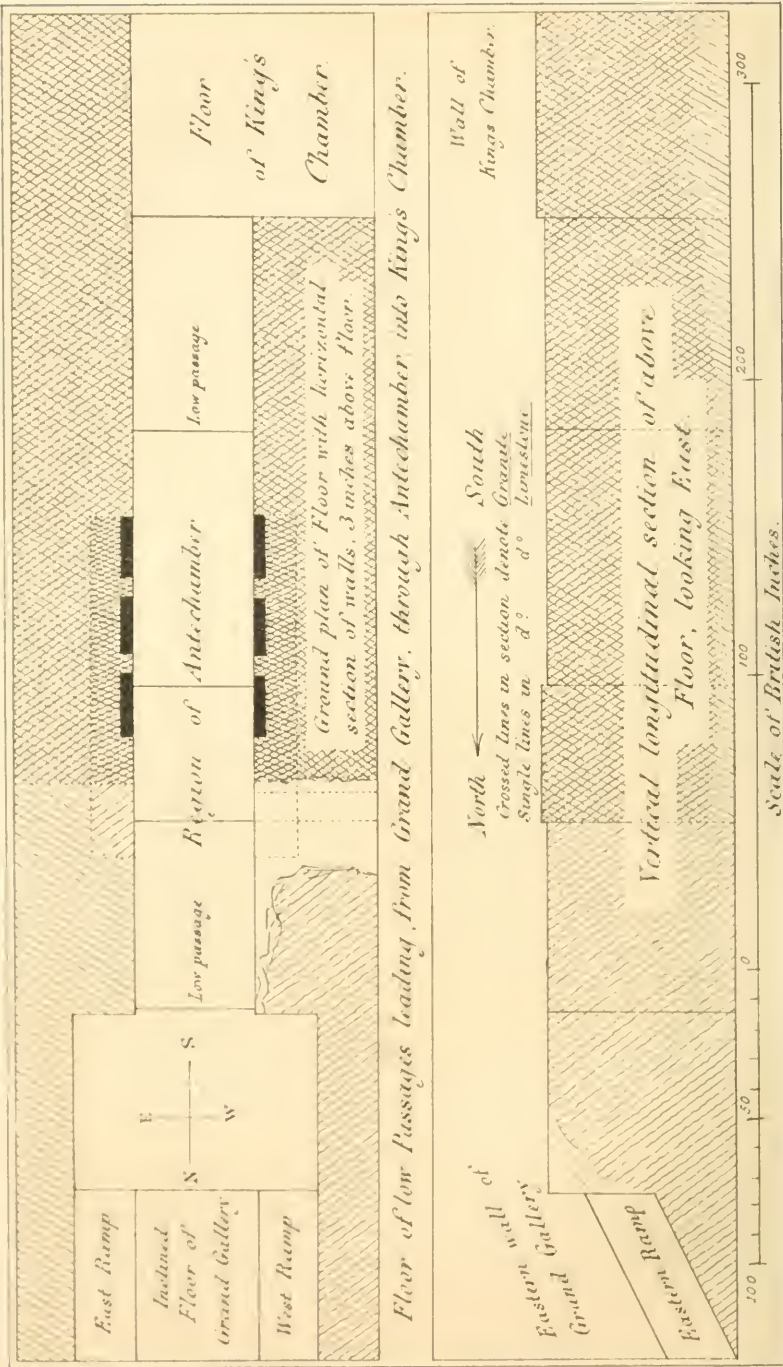 East Ramp
Inclined
Floor of
Grand Gallery
West Ramp
N
S
E
W
Low passage
Region of Antechamber
Low passage
Floor
of King's
Chamber
Ground plan of Floor with horizontal
section of walls, 3 inches above floor.
Floor of low Passages leading from Grand Gallery, through Antechamber, into King's Chamber.
Eastern wall of
Grand Gallery
Eastern Ramp
North
South
Crossed lines in section denote Granite
Single lines in d.º d.º Limestone
Wall of
Kings Chamber
Vertical longitudinal section of above
Floor, looking East.
100
50
0
100
200
300
Scale of British Inches